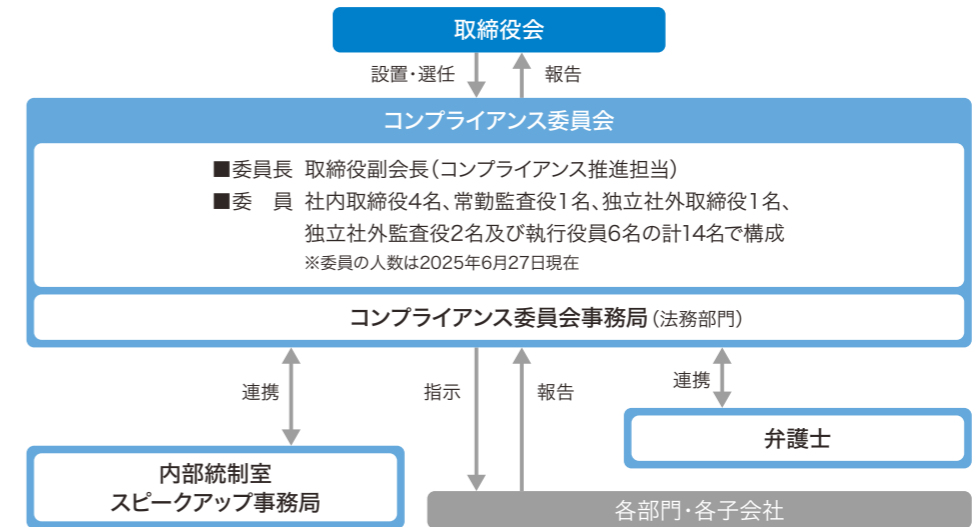 取締役会
設置・選任
報告
コンプライアンス委員会
■委員長 取締役副会長(コンプライアンス推進担当)
■委　員 社内取締役4名、常勤監査役1名、独立社外取締役1名、
独立社外監査役2名及び執行役員6名の計14名で構成
※委員の人数は2025年6月27日現在
コンプライアンス委員会事務局(法務部門)
連携
指示
報告
連携
弁護士
内部統制室
スピークアップ事務局
各部門・各子会社